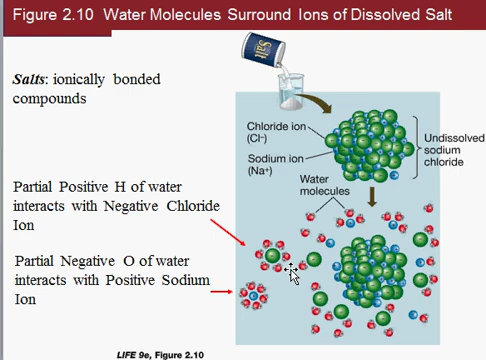 Figure 2.10 Water Molecules Surround Ions of Dissolved Salt
Salts: ionically bonded
compounds
Salt
Chloride ion
(Cl–)
Sodium ion
(Na+)
Undissolved
sodium
chloride
Water
molecules
Partial Positive H of water
interacts with Negative Chloride
Ion
Partial Negative O of water
interacts with Positive Sodium
Ion
LIFE 9e, Figure 2.10